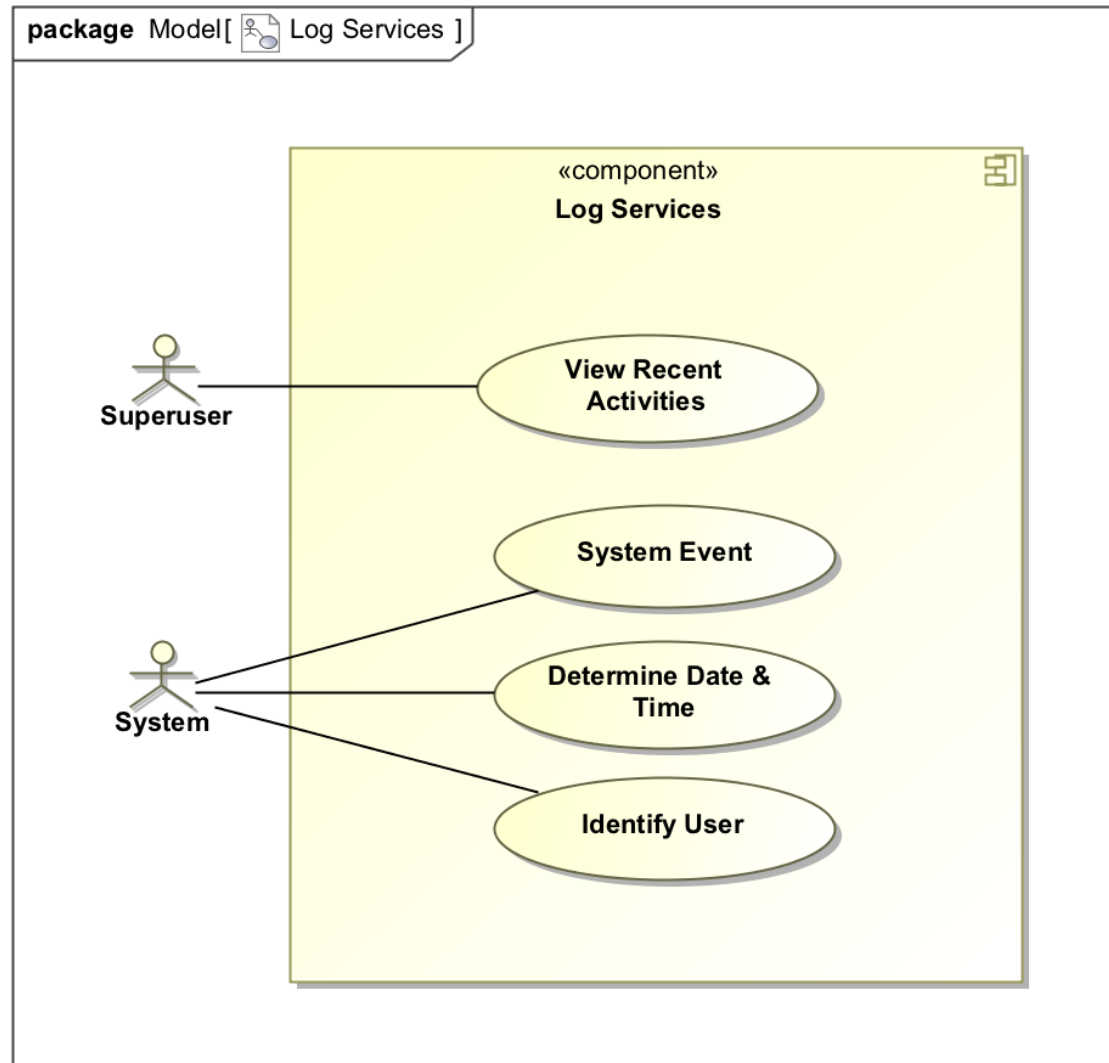 package Model[ Log Services ]
«component»
Log Services
View Recent
Activities
Superuser
System Event
Determine Date &
Time
System
Identify User